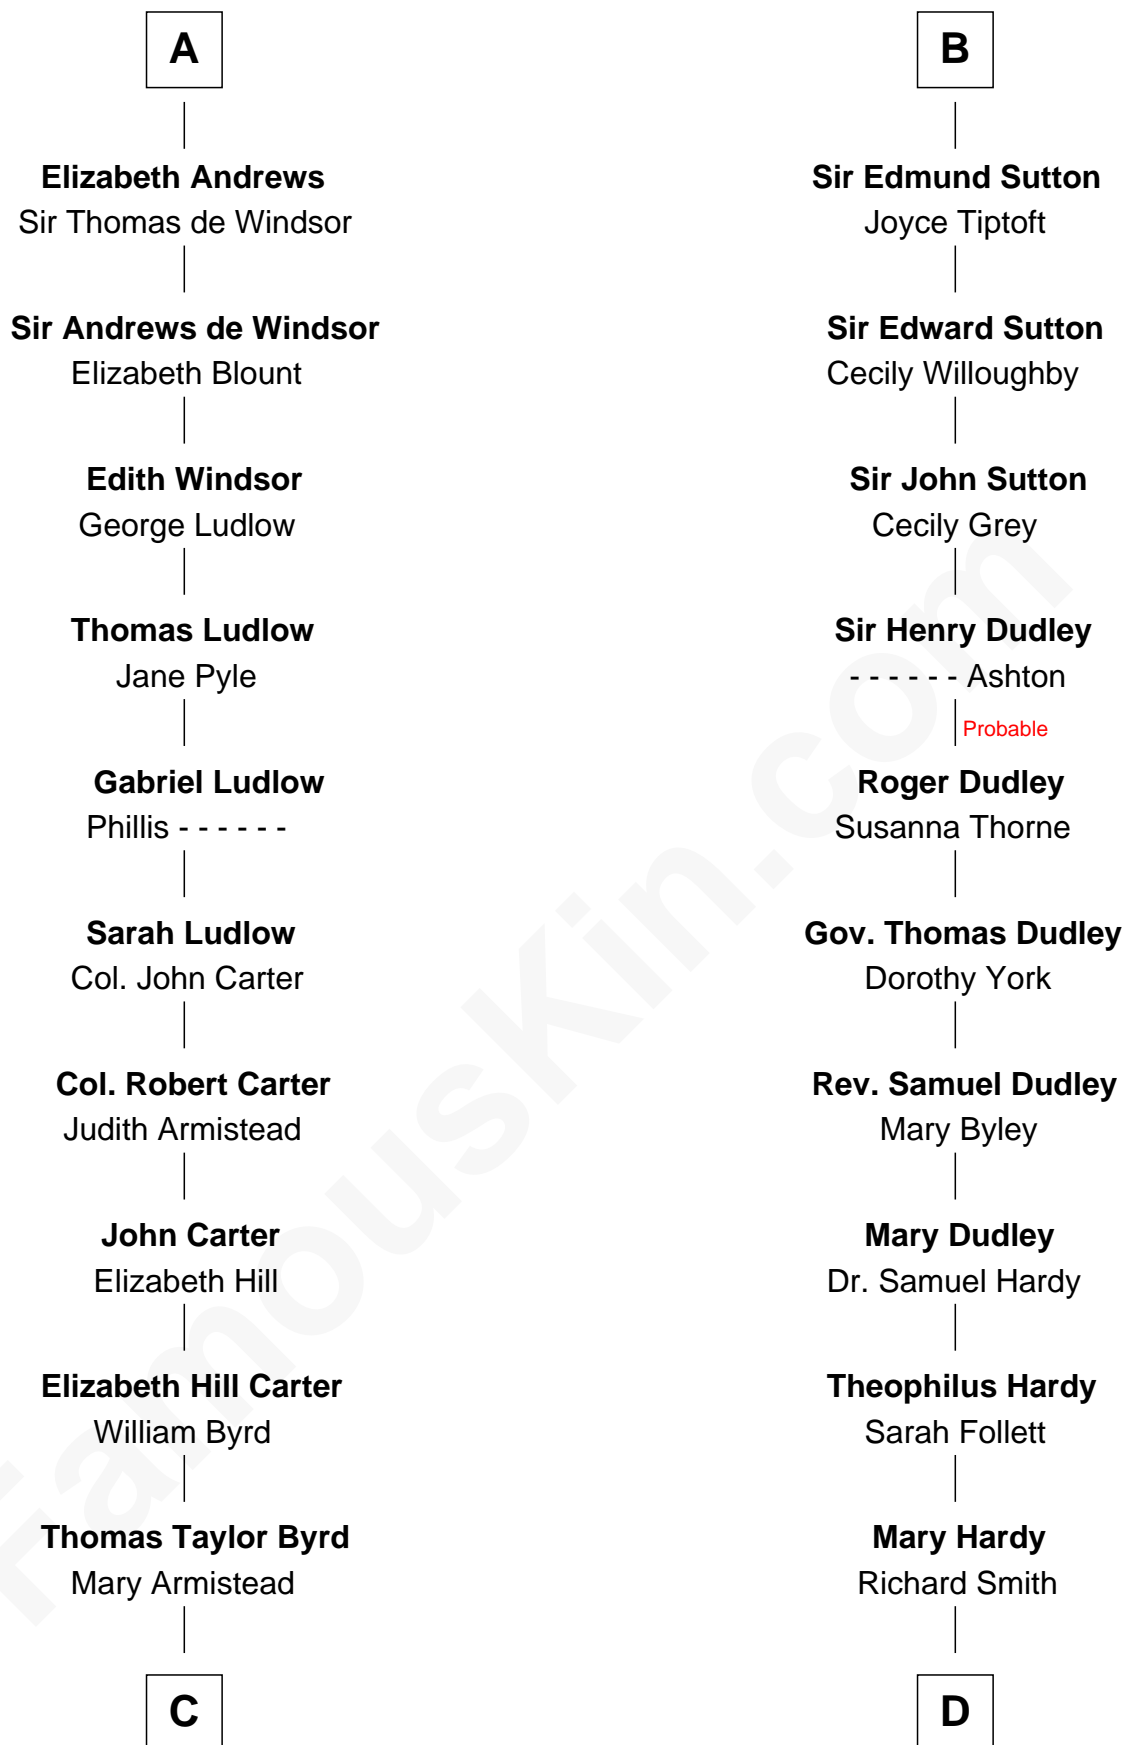 A
Elizabeth Andrews
Sir Thomas de Windsor
Sir Andrews de Windsor
Elizabeth Blount
Edith Windsor
George Ludlow
Thomas Ludlow
Jane Pyle
Gabriel Ludlow
Phillis - - - - - -
Sarah Ludlow
Col. John Carter
Col. Robert Carter
Judith Armistead
John Carter
Elizabeth Hill
Elizabeth Hill Carter
William Byrd
Thomas Taylor Byrd
Mary Armistead
C
B
Sir Edmund Sutton
Joyce Tiptoft
Sir Edward Sutton
Cecily Willoughby
Sir John Sutton
Cecily Grey
Sir Henry Dudley
- - - - - - Ashton
Probable
Roger Dudley
Susanna Thorne
Gov. Thomas Dudley
Dorothy York
Rev. Samuel Dudley
Mary Byley
Mary Dudley
Dr. Samuel Hardy
Theophilus Hardy
Sarah Follett
Mary Hardy
Richard Smith
D
FamousKin.com